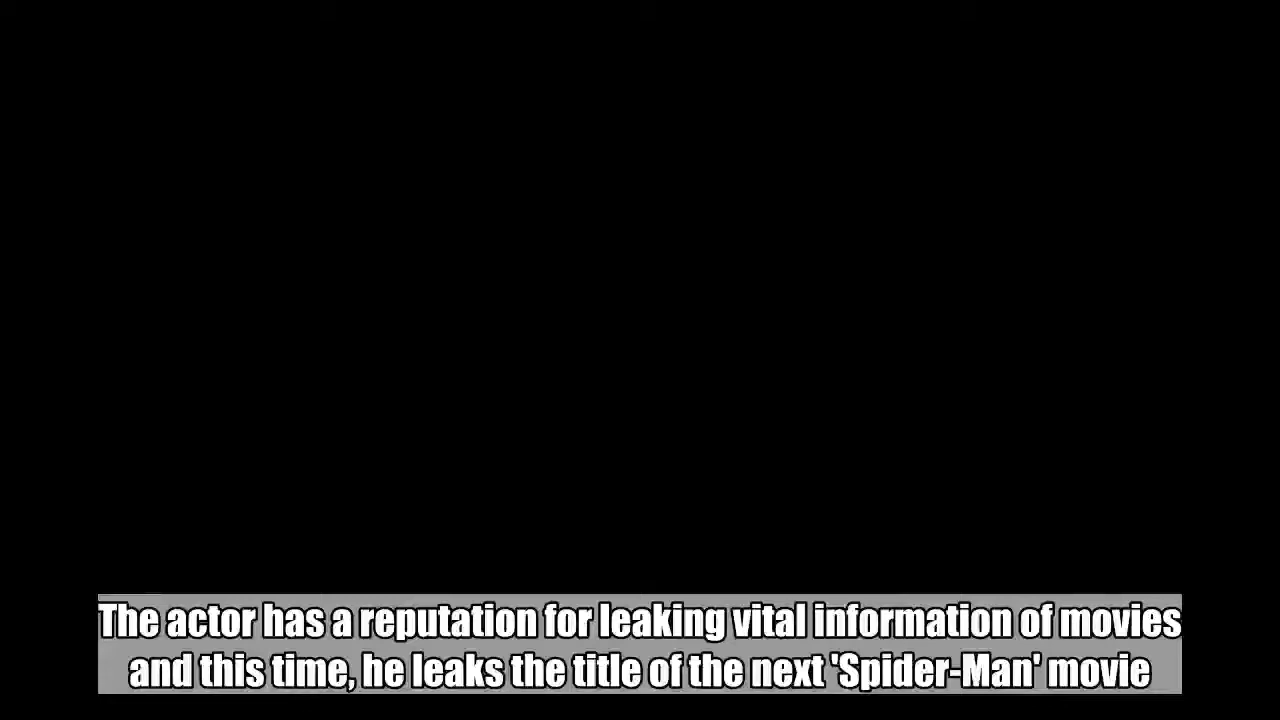 The actor has a reputation for leaking vital information of movies
and this time, he leaks the title of the next 'Spider-Man' movie